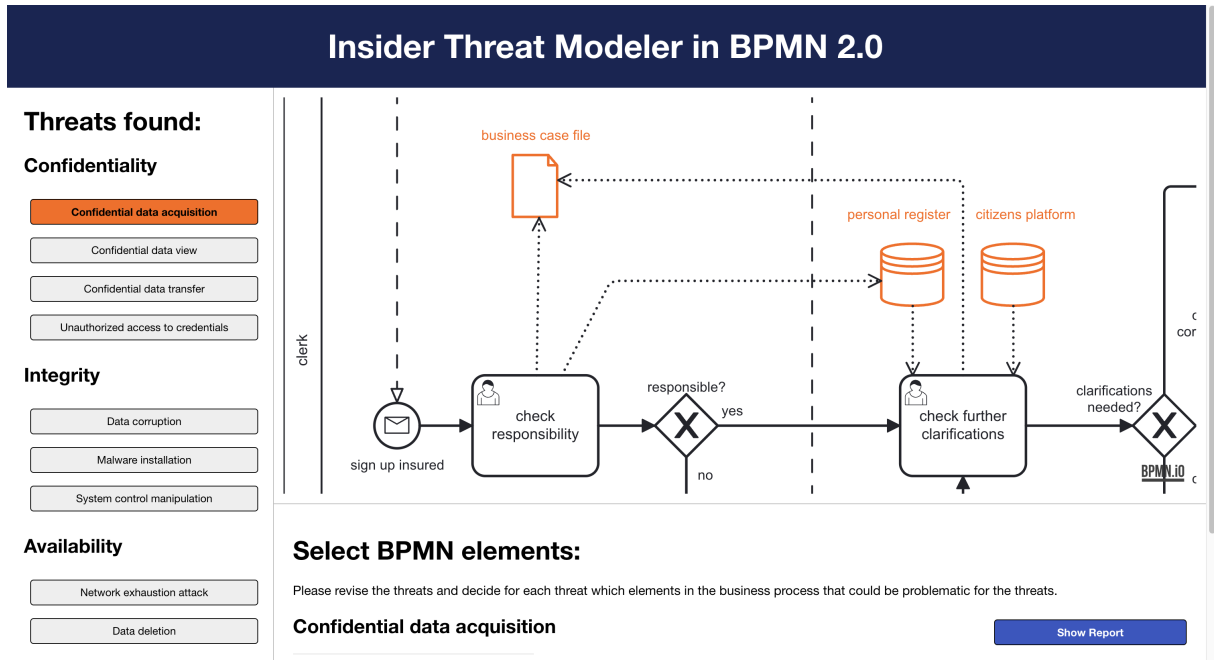 Insider Threat Modeler in BPMN 2.0
Threats found:
Confidentiality
Confidential data acquisition
Confidential data view
Confidential data transfer
Unauthorized access to credentials
Integrity
Data corruption
Malware installation
System control manipulation
Availability
Network exhaustion attack
Data deletion
clerk
business case file
personal register
citizens platform
sign up insured
check
responsibility
responsible?
yes
no
check further
clarifications
clarifications
needed?
c
cor
BPMN.iO
c
Select BPMN elements:
Please revise the threats and decide for each threat which elements in the business process that could be problematic for the threats.
Confidential data acquisition
Show Report